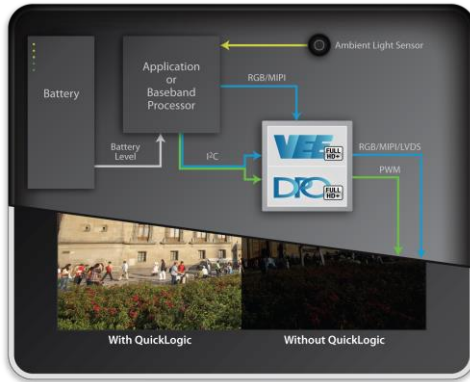 Ambient Light Sensor
Application
or
Baseband
Processor
RGB/MIPI
Battery
Battery
Level
I²C
VEE FULL HD+
RGB/MIPI/LVDS
DPO FULL HD+
PWM
With QuickLogic
Without QuickLogic